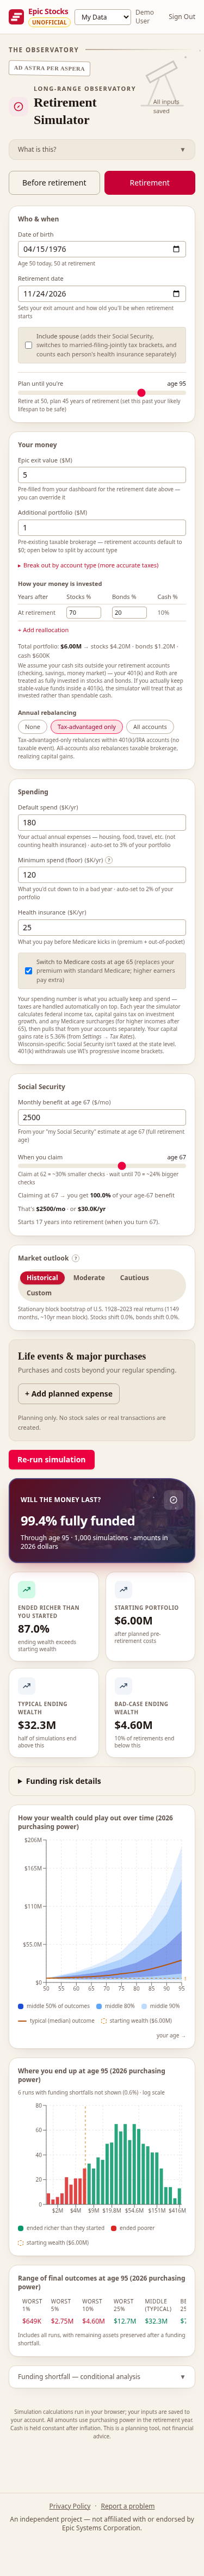 Epic Stocks
UNOFFICIAL
My Data
Demo User
Sign Out
THE OBSERVATORY
AD ASTRA PER ASPERA
LONG-RANGE OBSERVATORY
Retirement Simulator
All inputs saved
What is this?
Before retirement
Retirement
Who & when
Date of birth
04/15/1976
Age 50 today, 50 at retirement
Retirement date
11/24/2026
Sets your exit amount and how old you'll be when retirement
starts
Include spouse (adds their Social Security,
switches to married-filing-jointly tax brackets, and
counts each person's health insurance separately)
Plan until you're
age 95
Retire at 50, plan 45 years of retirement (set this past your likely
lifespan to be safe)
Your money
Epic exit value ($M)
5
Pre-filled from your dashboard for the retirement date above —
you can override it
Additional portfolio ($M)
1
Pre-existing taxable brokerage — retirement accounts default to
$0; open below to split by account type
▸ Break out by account type (more accurate taxes)
How your money is invested
Years after
Stocks %
Bonds %
Cash %
At retirement
70
20
10%
+ Add reallocation
Total portfolio: $6.00M → stocks $4.20M · bonds $1.20M ·
cash $600K
We assume you spend from your most accessible accounts
(checking, savings, money market) — your 401(k) and Roth are
treated as fully invested in stocks and bonds. If you actually keep
stable-value funds inside a 401(k), the simulator will treat that as
invested rather than spendable cash.
Annual rebalancing
None
Tax-advantaged only
All accounts
Tax-advantaged-only rebalances within 401(k)/IRA accounts (no
taxable event). All-accounts also rebalances taxable brokerage,
realizing capital gains.
Spending
Default spend ($K/yr)
180
Your actual annual expenses — housing, food, travel, etc. (not
counting health insurance) · auto-set to 3% of your portfolio
Minimum spend (floor) ($K/yr) ?
120
What you'd cut down to in a bad year · auto-set to 2% of your
portfolio
Health insurance ($K/yr)
25
What you pay before Medicare kicks in (premium + out-of-pocket)
Switch to Medicare costs at age 65 (replaces your
premium with standard Medicare; higher earners
pay extra)
Your spending number is what you actually keep and spend —
taxes are handled automatically on top. Each year the simulator
calculates federal income tax, capital gains tax on investment
growth, and any Medicare surcharges (for higher incomes after
65), then pulls that from your accounts separately. Your capital
gains rate is 5.36% (from Settings → Tax Rates).
Wisconsin-specific: Social Security isn't taxed at the state level.
401(k) withdrawals use WI's progressive income brackets.
Social Security
Monthly benefit at age 67 ($/mo)
2500
From your "my Social Security" estimate at age 67 (full retirement
age)
When you claim
age 67
Claim at 62 = ~30% smaller checks · wait until 70 = ~24% bigger
checks
Claiming at 67 → you get 100.0% of your age-67 benefit
That's $2500/mo · or $30.0K/yr
Starts 17 years into retirement (when you turn 67).
Market outlook ?
Historical
Moderate
Cautious
Custom
Stationary block bootstrap of U.S. 1928–2023 real returns (1149
months, ~10yr mean block). Stocks shift 0.0%, bonds shift 0.0%.
Life events & major purchases
Purchases and costs beyond your regular spending.
+ Add planned expense
Planning only. No stock sales or real transactions are
created.
Re-run simulation
WILL THE MONEY LAST?
99.4% fully funded
Through age 95 · 1,000 simulations · amounts in
2026 dollars
ENDED RICHER THAN
YOU STARTED
87.0%
ending wealth exceeds
starting wealth
STARTING PORTFOLIO
$6.00M
after planned pre-
retirement costs
TYPICAL ENDING
WEALTH
$32.3M
half of simulations end
above this
BAD-CASE ENDING
WEALTH
$4.60M
10% of retirements end
below this
▸ Funding risk details
How your wealth could play out over time (2026
purchasing power)
$206M
$165M
$110M
$55.0M
$0
50 55 60 65 70 75 80 85 90 95
middle 50% of outcomes
middle 80%
middle 90%
typical (median) outcome
starting wealth ($6.00M)
your age →
Where you end up at age 95 (2026 purchasing
power)
6 runs with funding shortfalls not shown (0.6%) · log scale
80
60
40
20
0
$2M $4M $9M $19.8M $54.6M $151M $416M
ended richer than they started
ended poorer
starting wealth ($6.00M)
Range of final outcomes at age 95 (2026 purchasing
power)
WORST 1%
WORST 5%
WORST 10%
WORST 25%
MIDDLE (TYPICAL)
$649K
$2.75M
$4.60M
$12.7M
$32.3M
Includes all runs, with remaining assets preserved after a funding
shortfall.
Funding shortfall — conditional analysis
Simulation calculations run in your browser; your inputs are saved to
your account. All amounts use purchasing power in the retirement year.
Cash is held constant after inflation. This is a planning tool, not financial
advice.
Privacy Policy · Report a problem
An independent project — not affiliated with or endorsed by
Epic Systems Corporation.